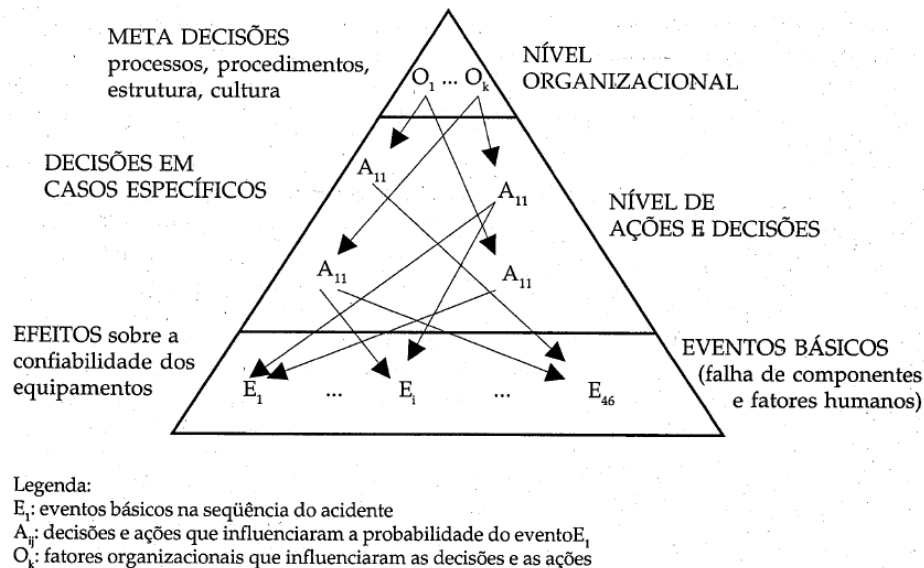 META DECISÕES
processos, procedimentos,
estrutura, cultura
NÍVEL
ORGANIZACIONAL
O₁ ... Oₖ
DECISÕES EM
CASOS ESPECÍFICOS
A₁₁
A₁₁
NÍVEL DE
AÇÕES E DECISÕES
A₁₁
A₁₁
EFEITOS sobre a
confiabilidade dos
equipamentos
EVENTOS BÁSICOS
(falha de componentes
e fatores humanos)
E₁ ... Eᵢ ... E₄₆
Legenda:
E₁: eventos básicos na seqüência do acidente
Aᵢⱼ: decisões e ações que influenciaram a probabilidade do eventoE₁
Oₖ: fatores organizacionais que influenciaram as decisões e as ações